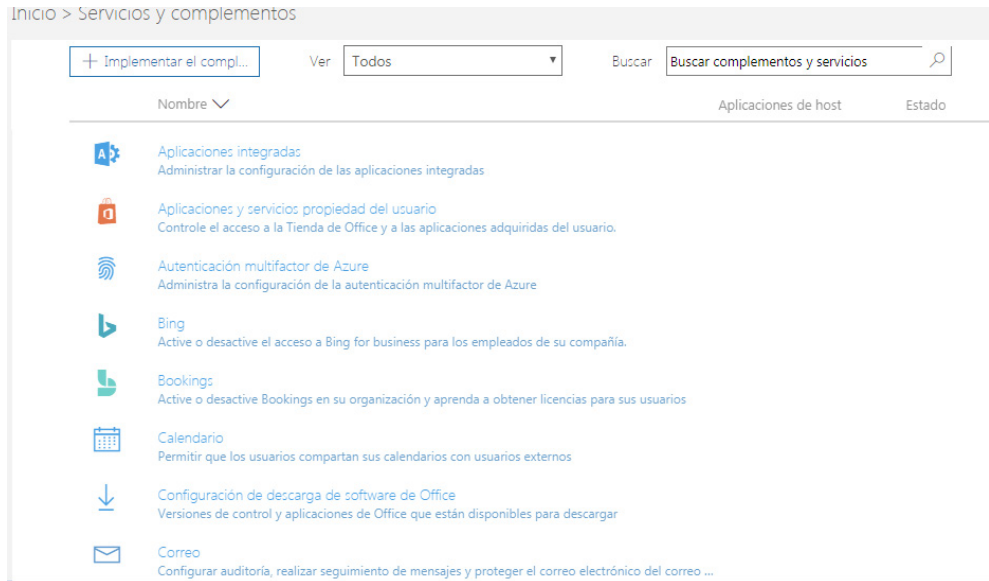 Inicio > Servicios y complementos
+ Implementar el compl...
Ver
Todos
Buscar
Buscar complementos y servicios
Nombre
Aplicaciones de host
Estado
Aplicaciones integradas
Administrar la configuración de las aplicaciones integradas
Aplicaciones y servicios propiedad del usuario
Controle el acceso a la Tienda de Office y a las aplicaciones adquiridas del usuario.
Autenticación multifactor de Azure
Administra la configuración de la autenticación multifactor de Azure
Bing
Active o desactive el acceso a Bing for business para los empleados de su compañía.
Bookings
Active o desactive Bookings en su organización y aprenda a obtener licencias para sus usuarios
Calendario
Permitir que los usuarios compartan sus calendarios con usuarios externos
Configuración de descarga de software de Office
Versiones de control y aplicaciones de Office que están disponibles para descargar
Correo
Configurar auditoría, realizar seguimiento de mensajes y proteger el correo electrónico del correo ...